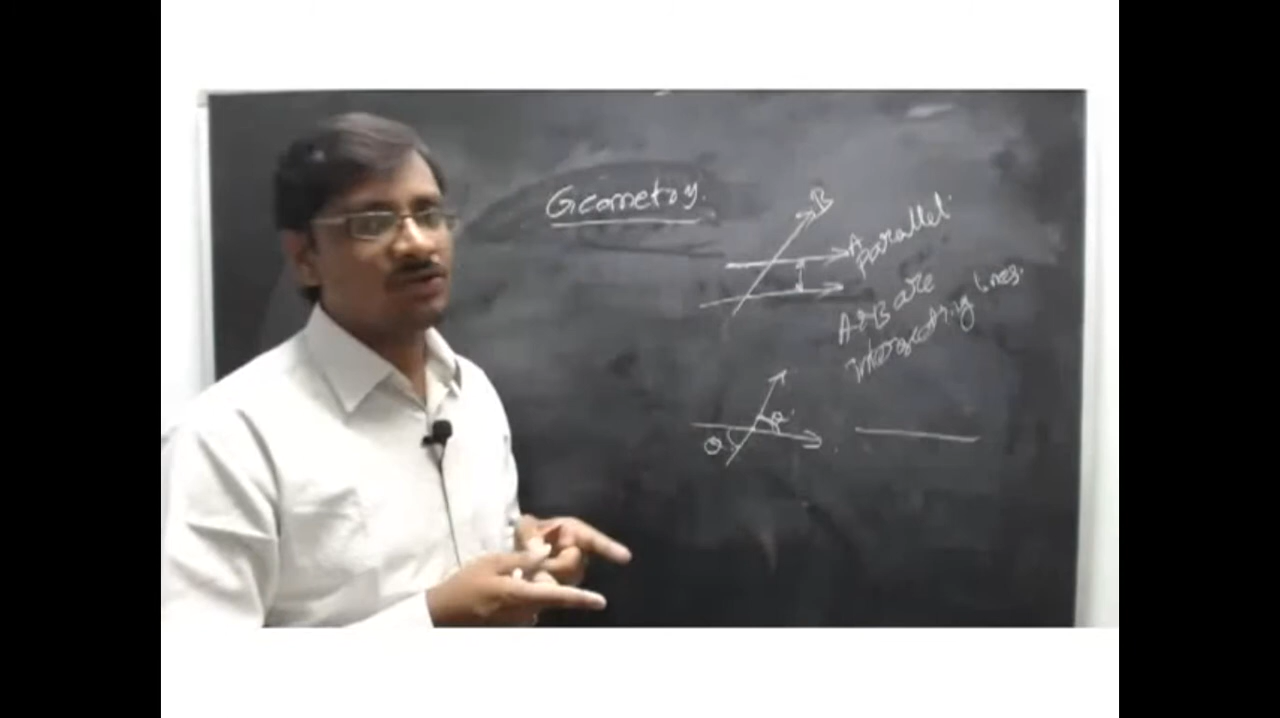 Geometry.
B
A
parallel.
A & B are
intersecting lines.
θ